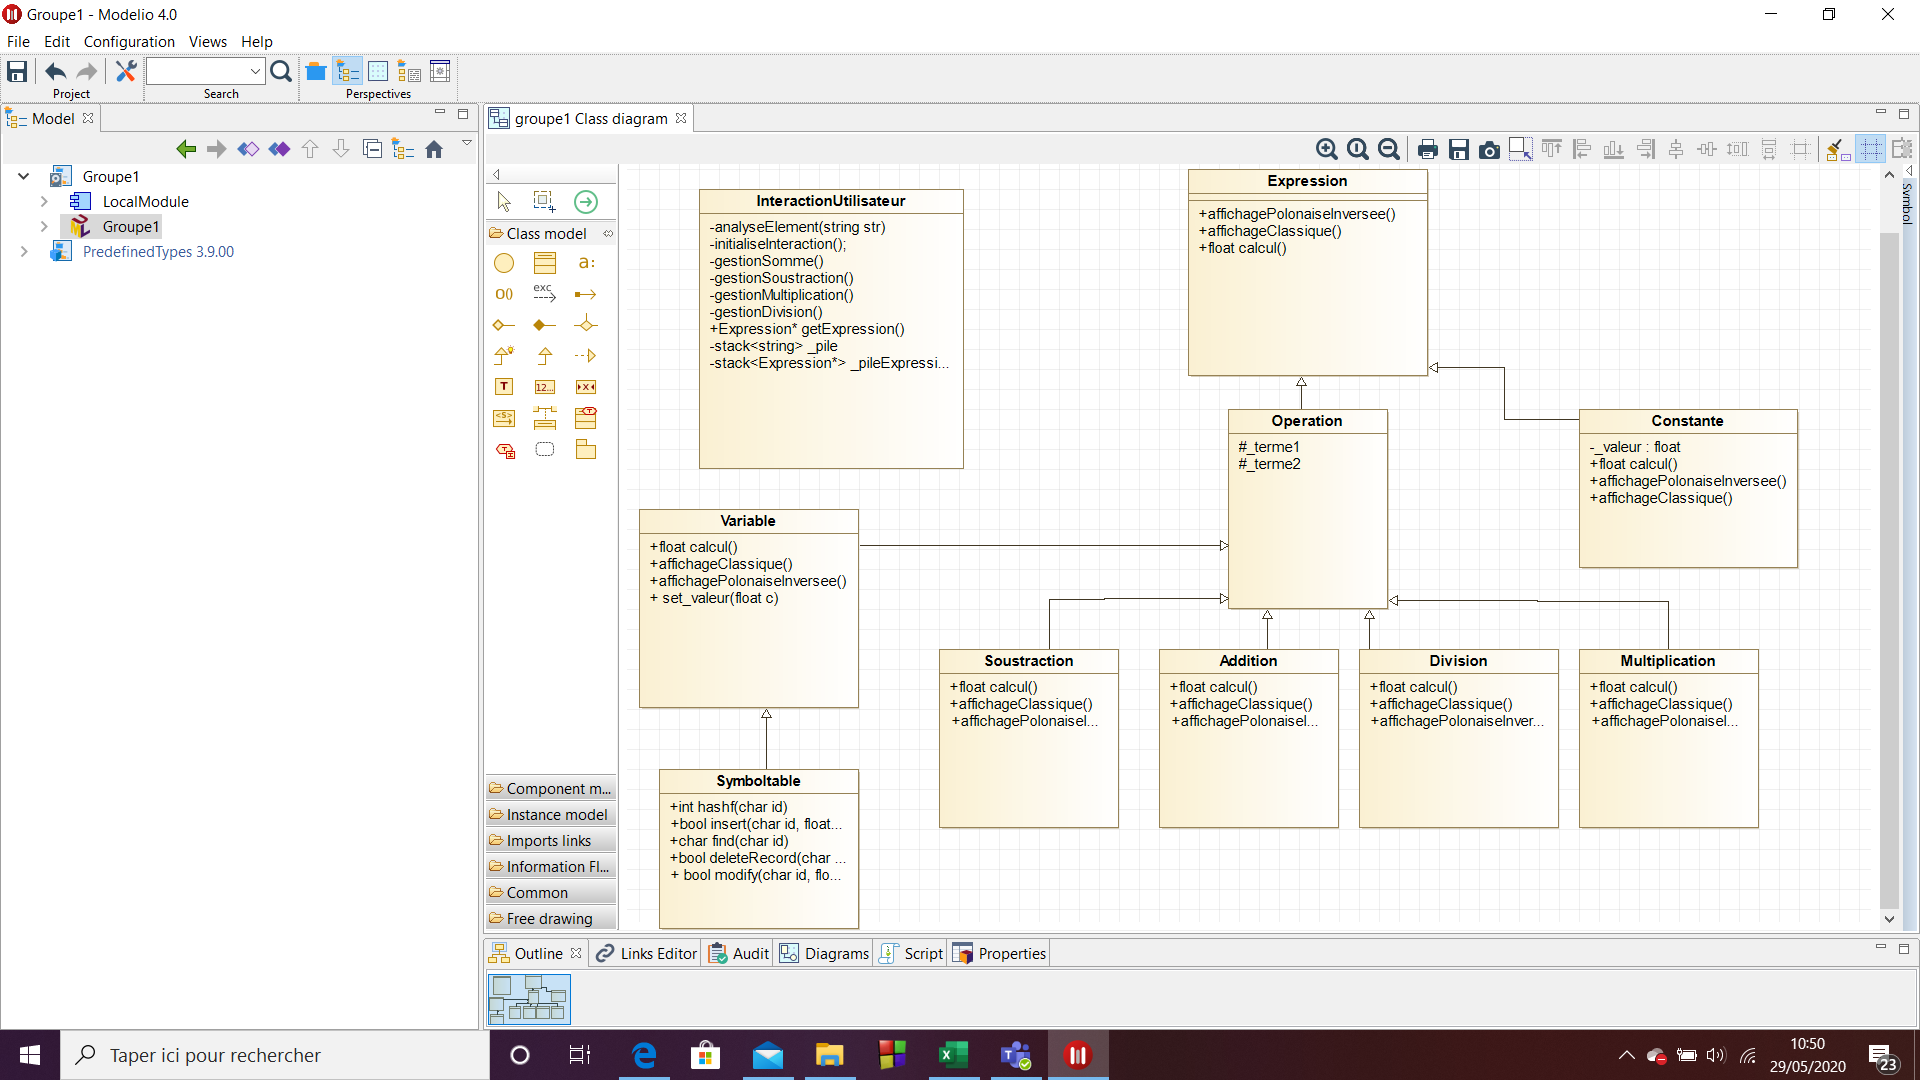 Groupe1 - Modelio 4.0
File Edit Configuration Views Help
Project Search Perspectives
Model
Groupe1
LocalModule
Groupe1
PredefinedTypes 3.9.00
groupe1 Class diagram
Class model
a:
O()
exc
T
12...
<S>
Component m...
Instance model
Imports links
Information Fl...
Common
Free drawing
Symbol
InteractionUtilisateur
-analyseElement(string str)
-initialiseInteraction();
-gestionSomme()
-gestionSoustraction()
-gestionMultiplication()
-gestionDivision()
+Expression* getExpression()
-stack<string> _pile
-stack<Expression*> _pileExpressi...
Expression
+affichagePolonaiseInversee()
+affichageClassique()
+float calcul()
Operation
#_terme1
#_terme2
Constante
-_valeur : float
+float calcul()
+affichagePolonaiseInversee()
+affichageClassique()
Variable
+float calcul()
+affichageClassique()
+affichagePolonaiseInversee()
+ set_valeur(float c)
Soustraction
+float calcul()
+affichageClassique()
+affichagePolonaiseI...
Addition
+float calcul()
+affichageClassique()
+affichagePolonaiseI...
Division
+float calcul()
+affichageClassique()
+affichagePolonaiseInver...
Multiplication
+float calcul()
+affichageClassique()
+affichagePolonaiseI...
Symboltable
+int hashf(char id)
+bool insert(char id, float...
+char find(char id)
+bool deleteRecord(char ...
+ bool modify(char id, flo...
Outline Links Editor Audit Diagrams Script Properties
Taper ici pour rechercher
10:50
29/05/2020
23